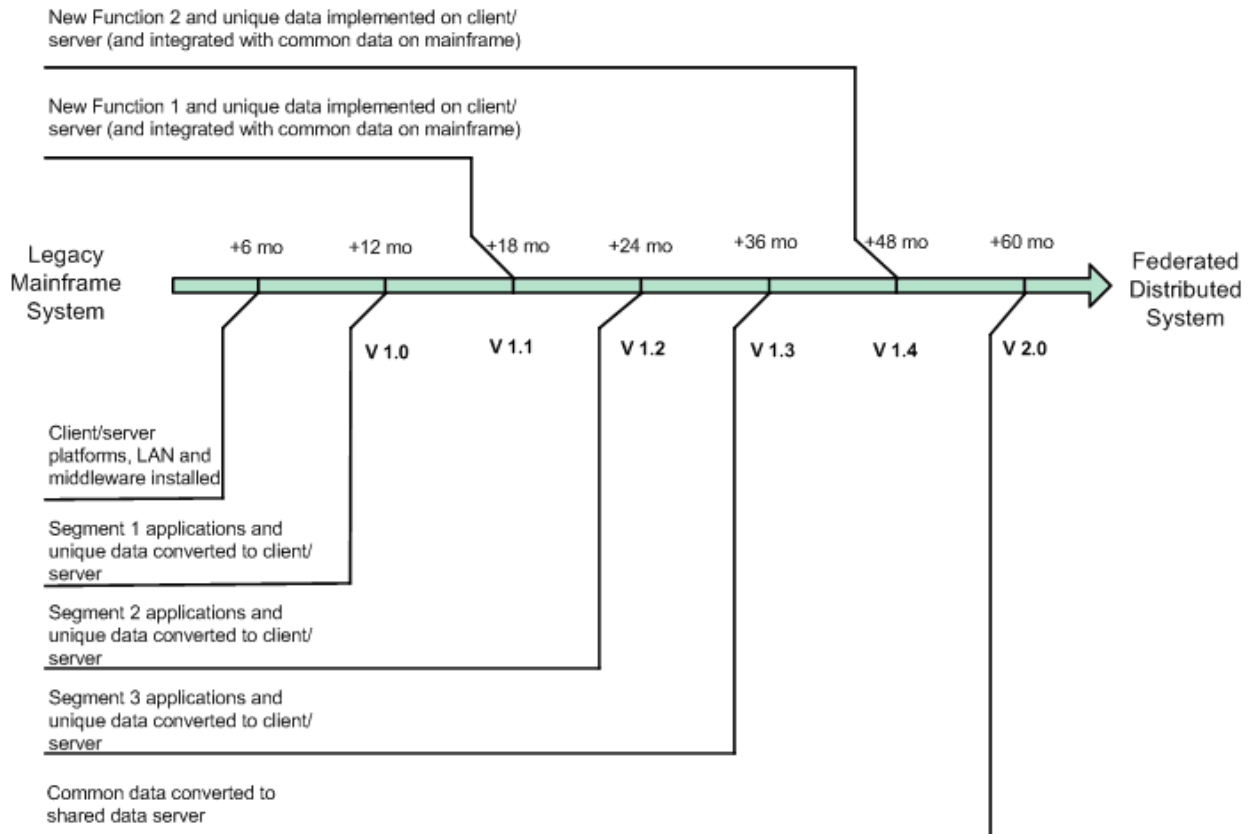 New Function 2 and unique data implemented on client/
server (and integrated with common data on mainframe)
New Function 1 and unique data implemented on client/
server (and integrated with common data on mainframe)
Legacy
Mainframe
System
+6 mo
+12 mo
+18 mo
+24 mo
+36 mo
+48 mo
+60 mo
Federated
Distributed
System
V 1.0
V 1.1
V 1.2
V 1.3
V 1.4
V 2.0
Client/server
platforms, LAN and
middleware installed
Segment 1 applications and
unique data converted to client/
server
Segment 2 applications and
unique data converted to client/
server
Segment 3 applications and
unique data converted to client/
server
Common data converted to
shared data server